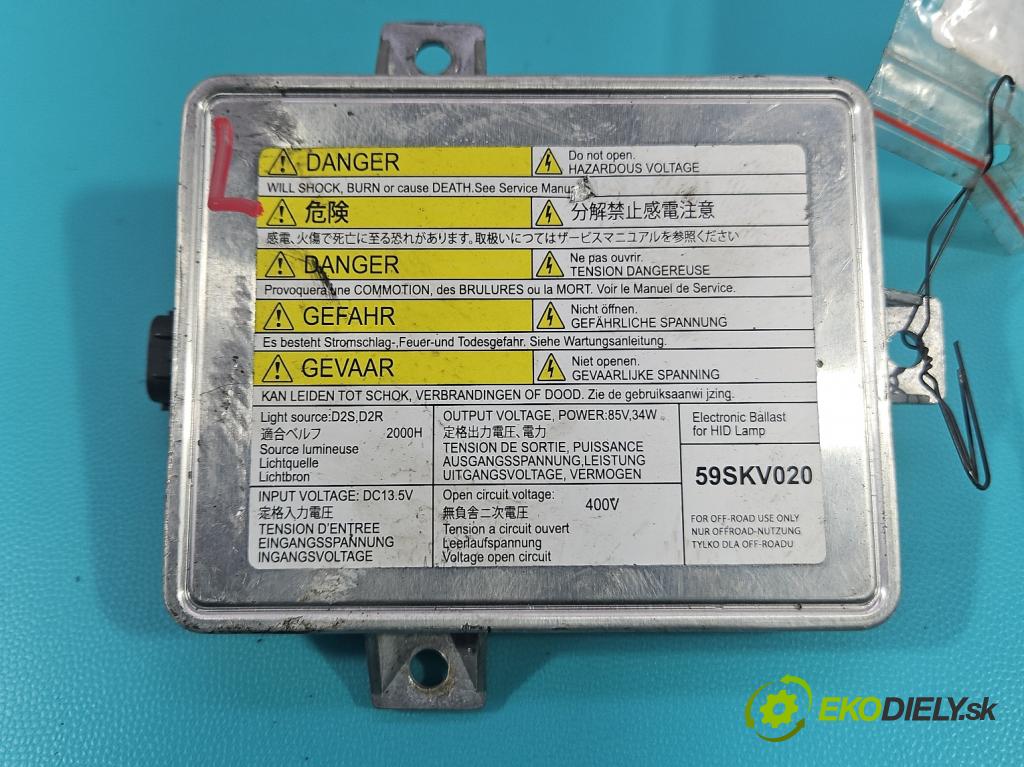 L
DANGER
Do not open.
HAZARDOUS VOLTAGE
WILL SHOCK, BURN or cause DEATH.See Service
危険
分解禁止感電注意
感電、火傷で死亡に至る恐れがあります。取扱いにつてはザービスマニュアルを参照ください
DANGER
Ne pas ouvrir.
TENSION DANGEREUSE
Provoquera une COMMOTION, des BRULURES ou la MORT. Voir le Manuel de Service.
GEFAHR
Nicht öffnen.
GEFÄHRLICHE SPANNUNG
Es besteht Stromschlag-,Feuer-und Todesgefahr. Siehe Wartungsanleitung.
GEVAAR
Niet openen.
GEVAARLIJKE SPANNING
KAN LEIDEN TOT SCHOK, VERBRANDINGEN OF DOOD. Zie de gebruiksaanwi jzing.
Light source:D2S,D2R
適合ベルフ 2000H
Source lumineuse
Lichtquelle
Lichtbron
OUTPUT VOLTAGE, POWER:85V,34W
定格出力電圧、電力
TENSION DE SORTIE, PUISSANCE
AUSGANGSSPANNUNG,LEISTUNG
UITGANGSVOLTAGE, VERMOGEN
Electronic Ballast
for HID Lamp
59SKV020
INPUT VOLTAGE: DC13.5V
定格入力電圧
TENSION D'ENTREE
EINGANGSSPANNUNG
INGANGSVOLTAGE
Open circuit voltage:
400V
無負舎二次電圧
Tension a circuit ouvert
Leerlaufspannung
Voltage open circuit
FOR OFF-ROAD USE ONLY
NUR OFFROAD-NUTZUNG
TYLKO DLA OFF-ROADU
EKODIELY.sk